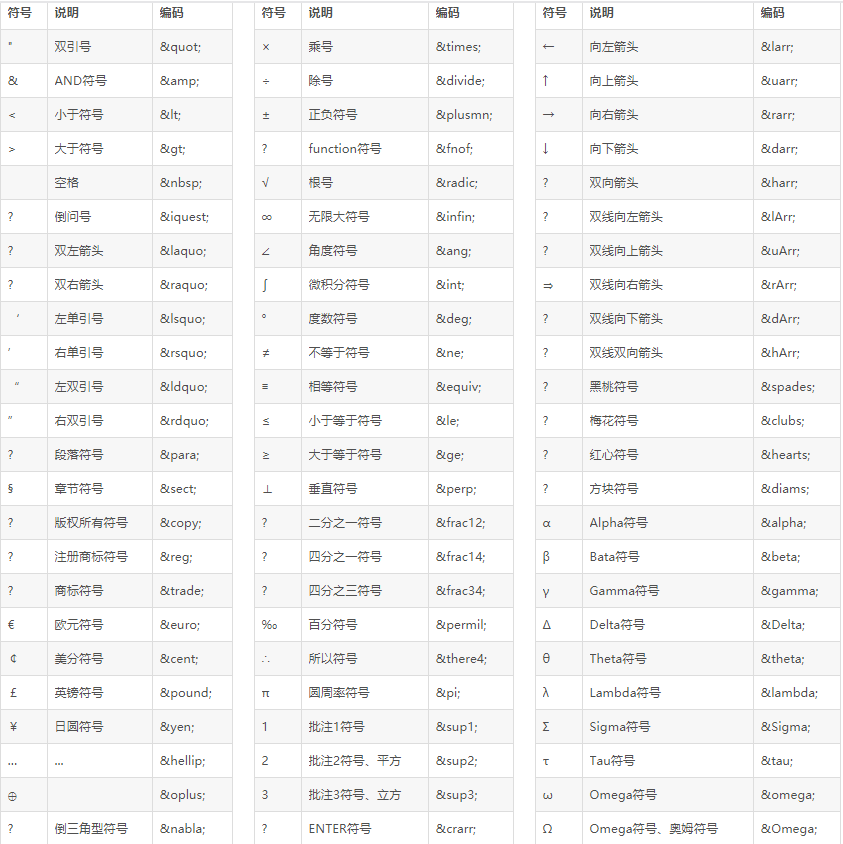 符号 说明 编码 符号 说明 编码 符号 说明 编码
" 双引号 &quot; × 乘号 &times; ← 向左箭头 &larr;
& AND符号 &amp; ÷ 除号 &divide; ↑ 向上箭头 &uarr;
< 小于符号 &lt; ± 正负符号 &plusmn; → 向右箭头 &rarr;
> 大于符号 &gt; ? function符号 &fnof; ↓ 向下箭头 &darr;
空格 &nbsp; √ 根号 &radic; ? 双向箭头 &harr;
? 倒问号 &iquest; ∞ 无限大符号 &infin; ? 双线向左箭头 &lArr;
? 双左箭头 &laquo; ∠ 角度符号 &ang; ? 双线向上箭头 &uArr;
? 双右箭头 &raquo; ∫ 微积分符号 &int; ⇒ 双线向右箭头 &rArr;
‘ 左单引号 &lsquo; ° 度数符号 &deg; ? 双线向下箭头 &dArr;
’ 右单引号 &rsquo; ≠ 不等于符号 &ne; ? 双线双向箭头 &hArr;
“ 左双引号 &ldquo; ≡ 相等符号 &equiv; ? 黑桃符号 &spades;
” 右双引号 &rdquo; ≤ 小于等于符号 &le; ? 梅花符号 &clubs;
? 段落符号 &para; ≥ 大于等于符号 &ge; ? 红心符号 &hearts;
§ 章节符号 &sect; ⊥ 垂直符号 &perp; ? 方块符号 &diams;
? 版权所有符号 &copy; ? 二分之一符号 &frac12; α Alpha符号 &alpha;
? 注册商标符号 &reg; ? 四分之一符号 &frac14; β Bata符号 &beta;
? 商标符号 &trade; ? 四分之三符号 &frac34; γ Gamma符号 &gamma;
€ 欧元符号 &euro; ‰ 百分符号 &permil; Δ Delta符号 &Delta;
¢ 美分符号 &cent; ∴ 所以符号 &there4; θ Theta符号 &theta;
£ 英镑符号 &pound; π 圆周率符号 &pi; λ Lambda符号 &lambda;
¥ 日圆符号 &yen; 1 批注1符号 &sup1; Σ Sigma符号 &Sigma;
... ... &hellip; 2 批注2符号、平方 &sup2; τ Tau符号 &tau;
⊕ &oplus; 3 批注3符号、立方 &sup3; ω Omega符号 &omega;
? 倒三角型符号 &nabla; ? ENTER符号 &crarr; Ω Omega符号、奥姆符号 &Omega;